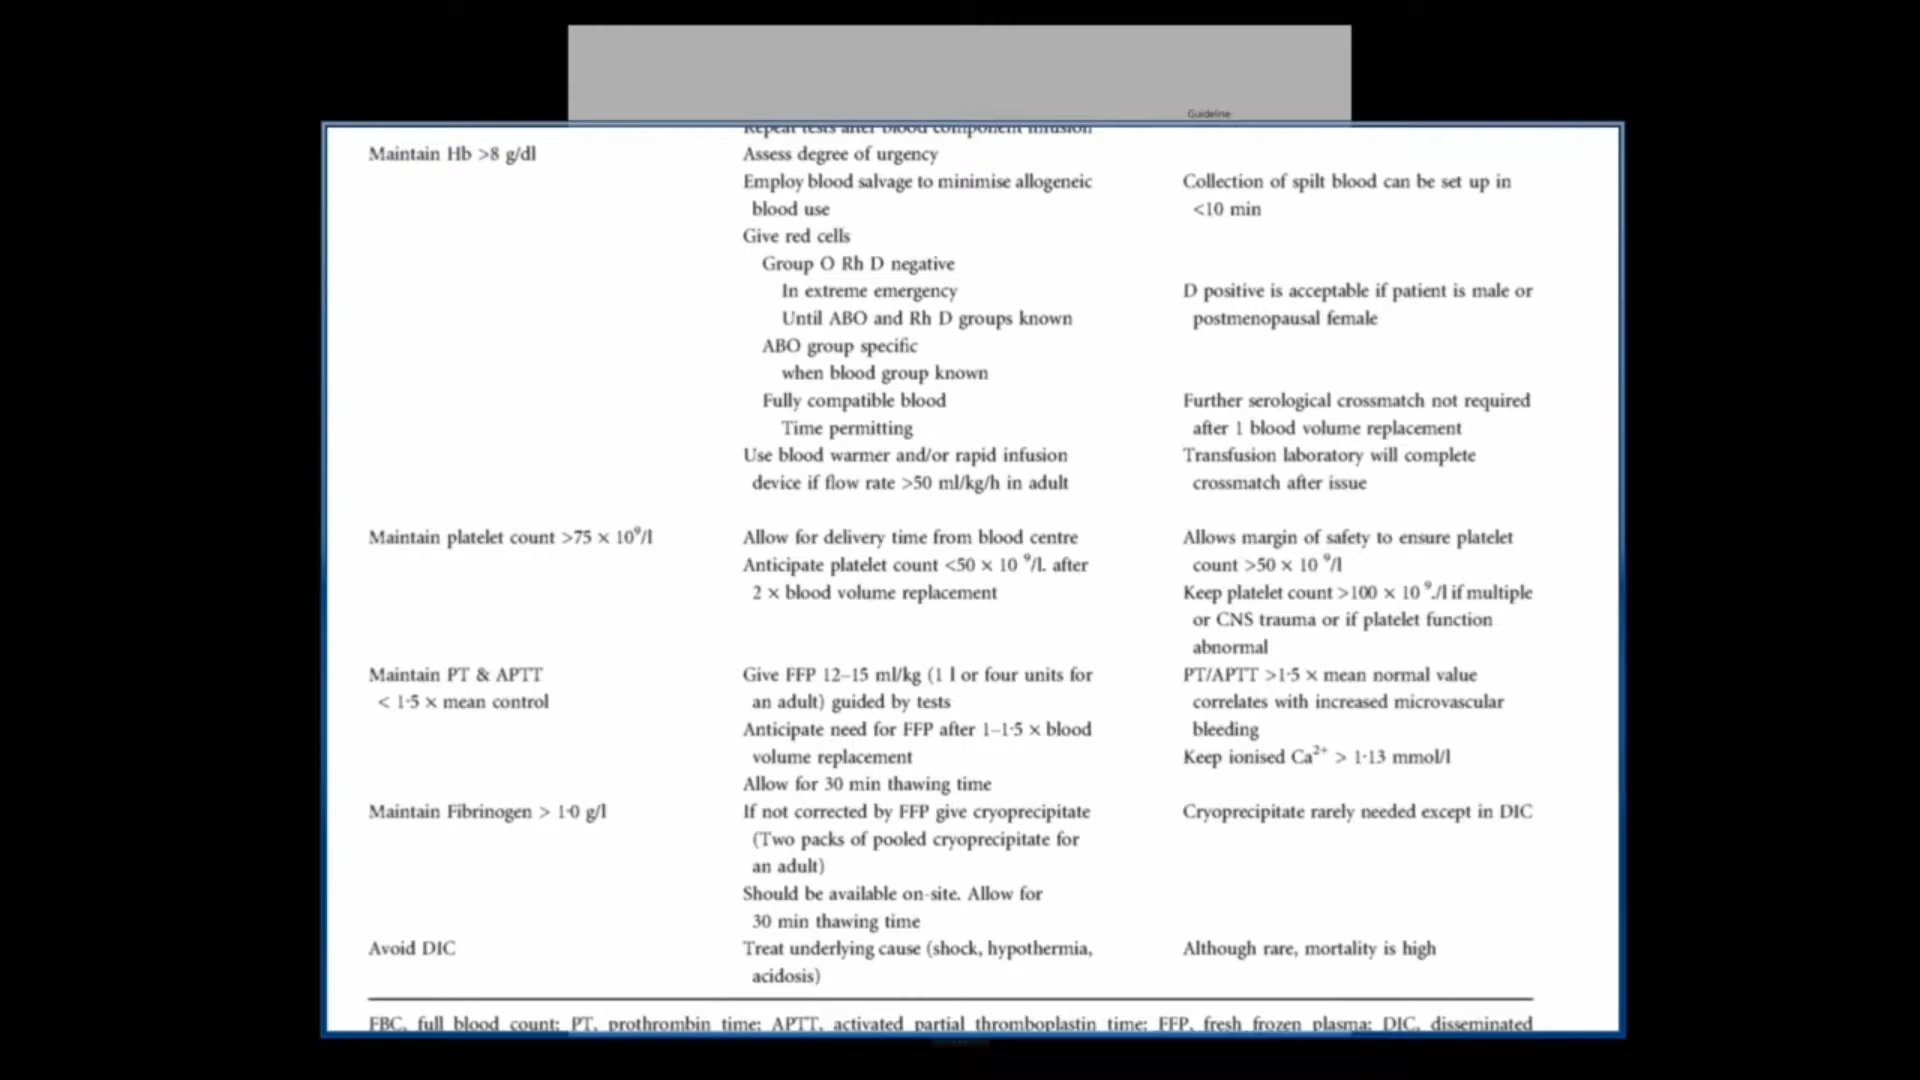 Guideline
Repeat tests after blood component infusion
Maintain Hb >8 g/dl
Assess degree of urgency
Employ blood salvage to minimise allogeneic
blood use
Collection of spilt blood can be set up in
<10 min
Give red cells
Group O Rh D negative
In extreme emergency
Until ABO and Rh D groups known
D positive is acceptable if patient is male or
postmenopausal female
ABO group specific
when blood group known
Fully compatible blood
Time permitting
Further serological crossmatch not required
after 1 blood volume replacement
Use blood warmer and/or rapid infusion
device if flow rate >50 ml/kg/h in adult
Transfusion laboratory will complete
crossmatch after issue
Maintain platelet count >75 × 10⁹/l
Allow for delivery time from blood centre
Anticipate platelet count <50 × 10 ⁹/l. after
2 × blood volume replacement
Allows margin of safety to ensure platelet
count >50 × 10 ⁹/l
Keep platelet count >100 × 10 ⁹./l if multiple
or CNS trauma or if platelet function
abnormal
Maintain PT & APTT
< 1·5 × mean control
Give FFP 12–15 ml/kg (1 l or four units for
an adult) guided by tests
Anticipate need for FFP after 1–1·5 × blood
volume replacement
Allow for 30 min thawing time
PT/APTT >1·5 × mean normal value
correlates with increased microvascular
bleeding
Keep ionised Ca²⁺ > 1·13 mmol/l
Maintain Fibrinogen > 1·0 g/l
If not corrected by FFP give cryoprecipitate
(Two packs of pooled cryoprecipitate for
an adult)
Should be available on-site. Allow for
30 min thawing time
Cryoprecipitate rarely needed except in DIC
Avoid DIC
Treat underlying cause (shock, hypothermia,
acidosis)
Although rare, mortality is high
FBC, full blood count; PT, prothrombin time; APTT, activated partial thromboplastin time; FFP, fresh frozen plasma; DIC, disseminated